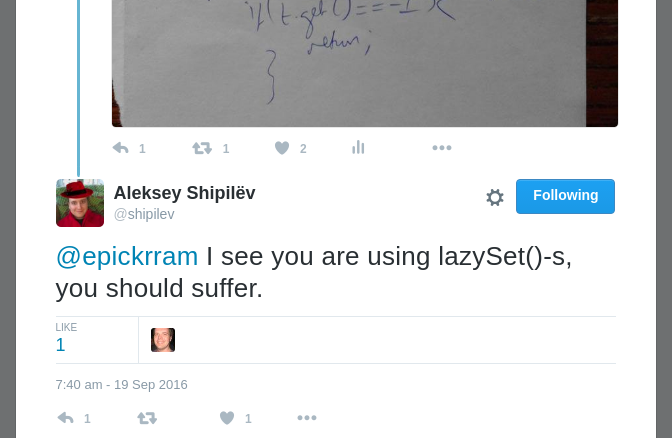 if(t.get()==-1){
return;
}
1 1 2
Aleksey Shipilëv
@shipilev
Following
@epickrram I see you are using lazySet()-s,
you should suffer.
LIKE
1
7:40 am - 19 Sep 2016
1 1